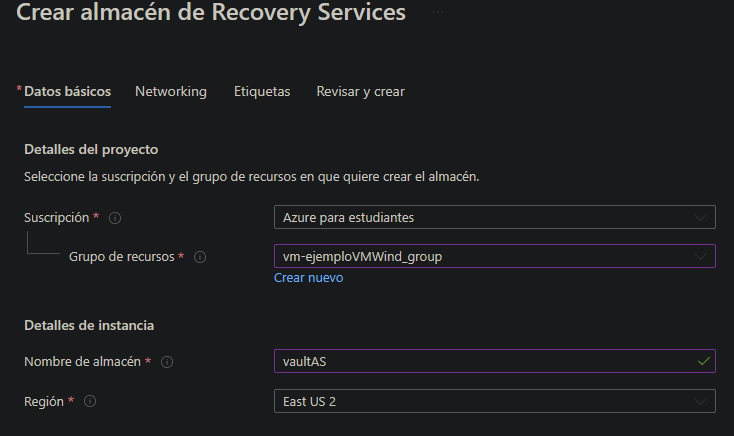 Crear almacén de Recovery Services ...
* Datos básicos Networking Etiquetas Revisar y crear
Detalles del proyecto
Seleccione la suscripción y el grupo de recursos en que quiere crear el almacén.
Suscripción * Azure para estudiantes
Grupo de recursos * vm-ejemploVMWind_group
Crear nuevo
Detalles de instancia
Nombre de almacén * vaultAS
Región * East US 2